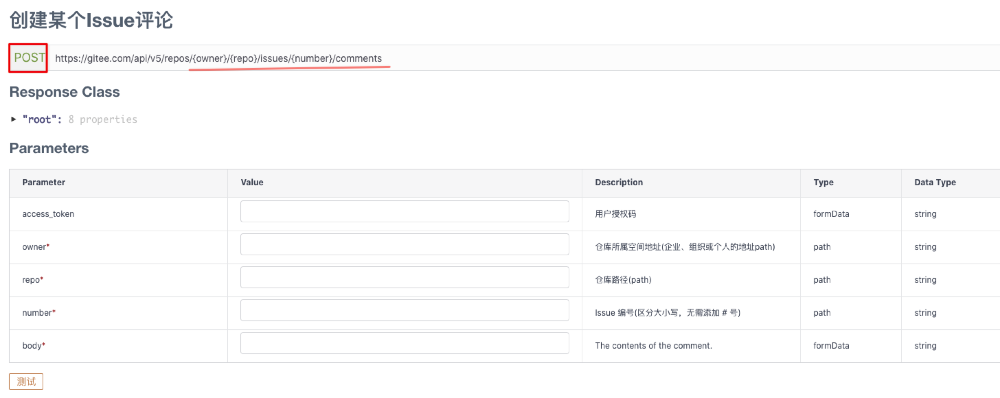 创建某个Issue评论
POST https://gitee.com/api/v5/repos/{owner}/{repo}/issues/{number}/comments
Response Class
"root": 8 properties
Parameters
Parameter Value Description Type Data Type
access_token 用户授权码 formData string
owner* 仓库所属空间地址(企业、组织或个人的地址path) path string
repo* 仓库路径(path) path string
number* Issue 编号(区分大小写，无需添加 # 号) path string
body* The contents of the comment. formData string
测试